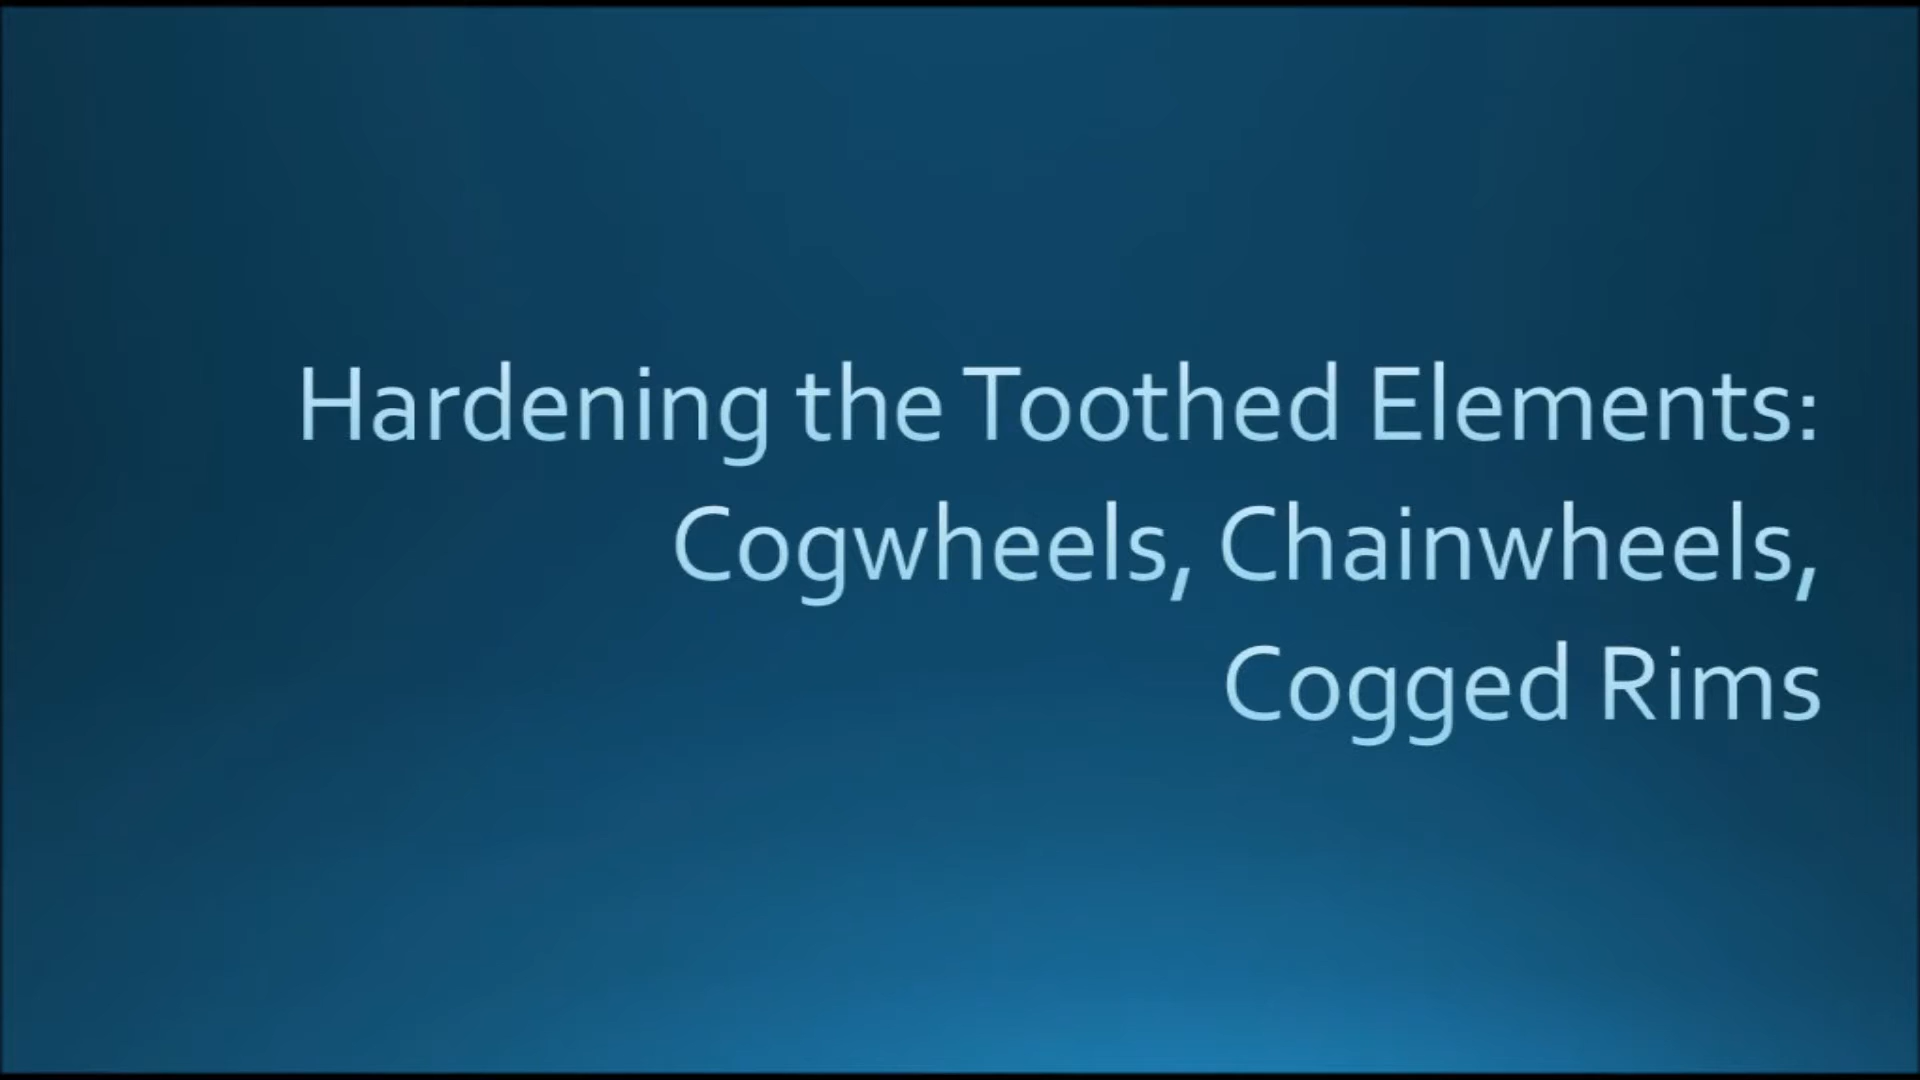 Hardening the Toothed Elements:
Cogwheels, Chainwheels,
Cogged Rims